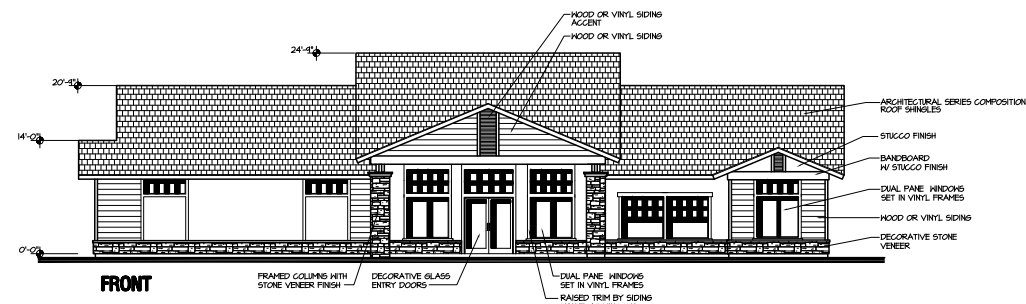 WOOD OR VINYL SIDING
ACCENT
WOOD OR VINYL SIDING
24'-9"
20'-9"
14'-0"
0'-0"
ARCHITECTURAL SERIES COMPOSITION
ROOF SHINGLES
STUCCO FINISH
BANDBOARD
W/ STUCCO FINISH
DUAL PANE WINDOWS
SET IN VINYL FRAMES
WOOD OR VINYL SIDING
DECORATIVE STONE
VENEER
FRONT
FRAMED COLUMNS WITH
STONE VENEER FINISH
DECORATIVE GLASS
ENTRY DOORS
DUAL PANE WINDOWS
SET IN VINYL FRAMES
RAISED TRIM BY SIDING